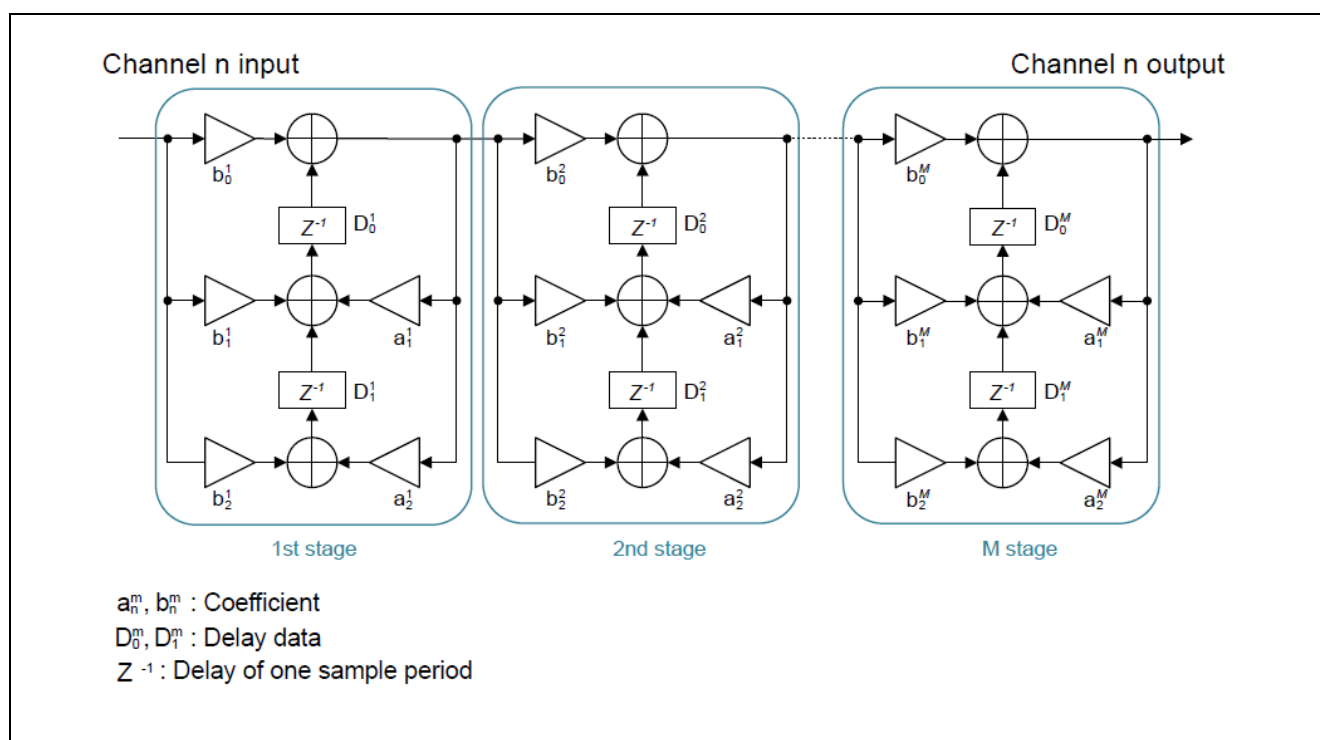 Channel n input Channel n output
b₀¹ b₀² b₀ᴹ
Z⁻¹ D₀¹ Z⁻¹ D₀² Z⁻¹ D₀ᴹ
b₁¹ a₁¹ b₁² a₁² b₁ᴹ a₁ᴹ
Z⁻¹ D₁¹ Z⁻¹ D₁² Z⁻¹ D₁ᴹ
b₂¹ a₂¹ b₂² a₂² b₂ᴹ a₂ᴹ
1st stage 2nd stage M stage
aₙᵐ, bₙᵐ : Coefficient
D₀ᵐ, D₁ᵐ : Delay data
Z ⁻¹ : Delay of one sample period